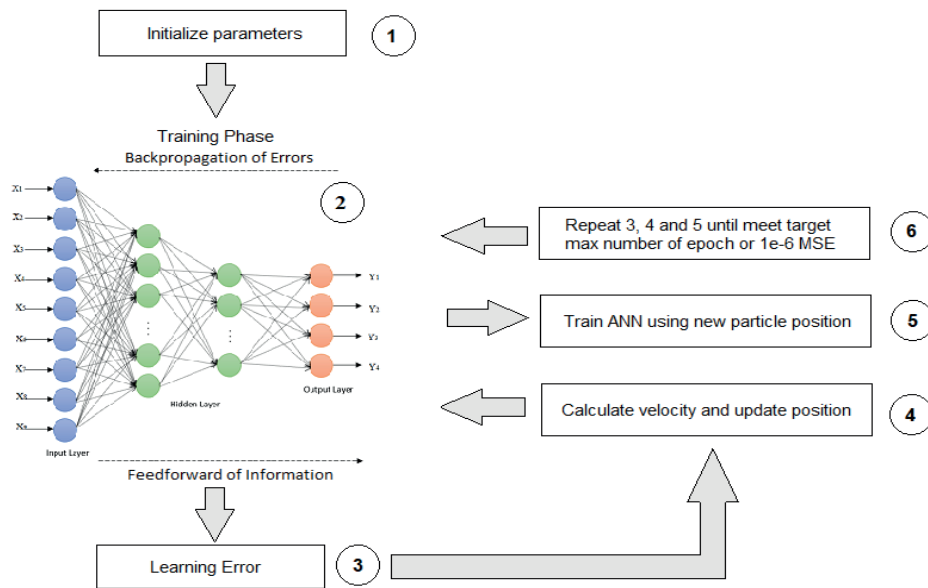 Initialize parameters
1
Training Phase
Backpropagation of Errors
2
X1
X2
X3
X4
X5
X6
X7
X8
X9
Y1
Y2
Y3
Y4
Input Layer
Hidden Layer
Output Layer
Feedforward of Information
Learning Error
3
Repeat 3, 4 and 5 until meet target
max number of epoch or 1e-6 MSE
6
Train ANN using new particle position
5
Calculate velocity and update position
4